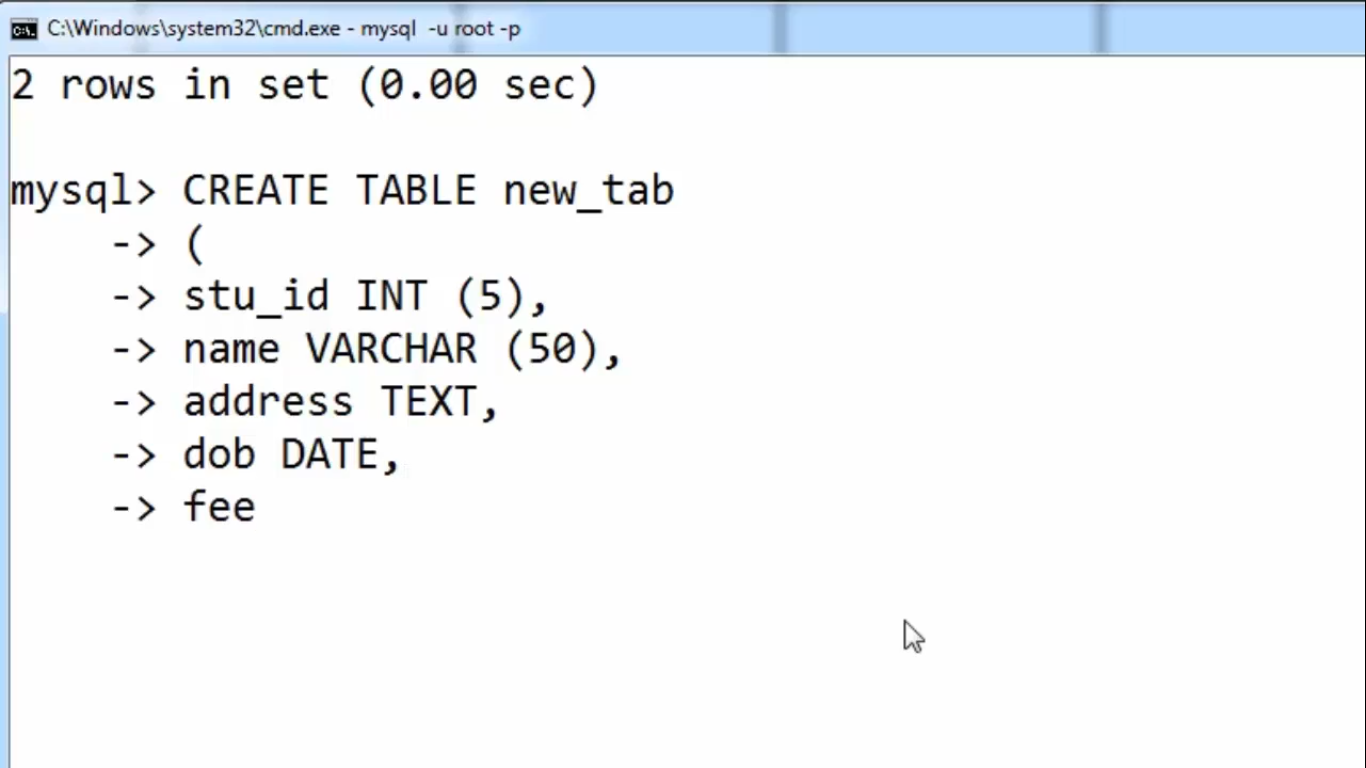 C:\Windows\system32\cmd.exe - mysql -u root -p
2 rows in set (0.00 sec)
mysql> CREATE TABLE new_tab
-> (
-> stu_id INT (5),
-> name VARCHAR (50),
-> address TEXT,
-> dob DATE,
-> fee